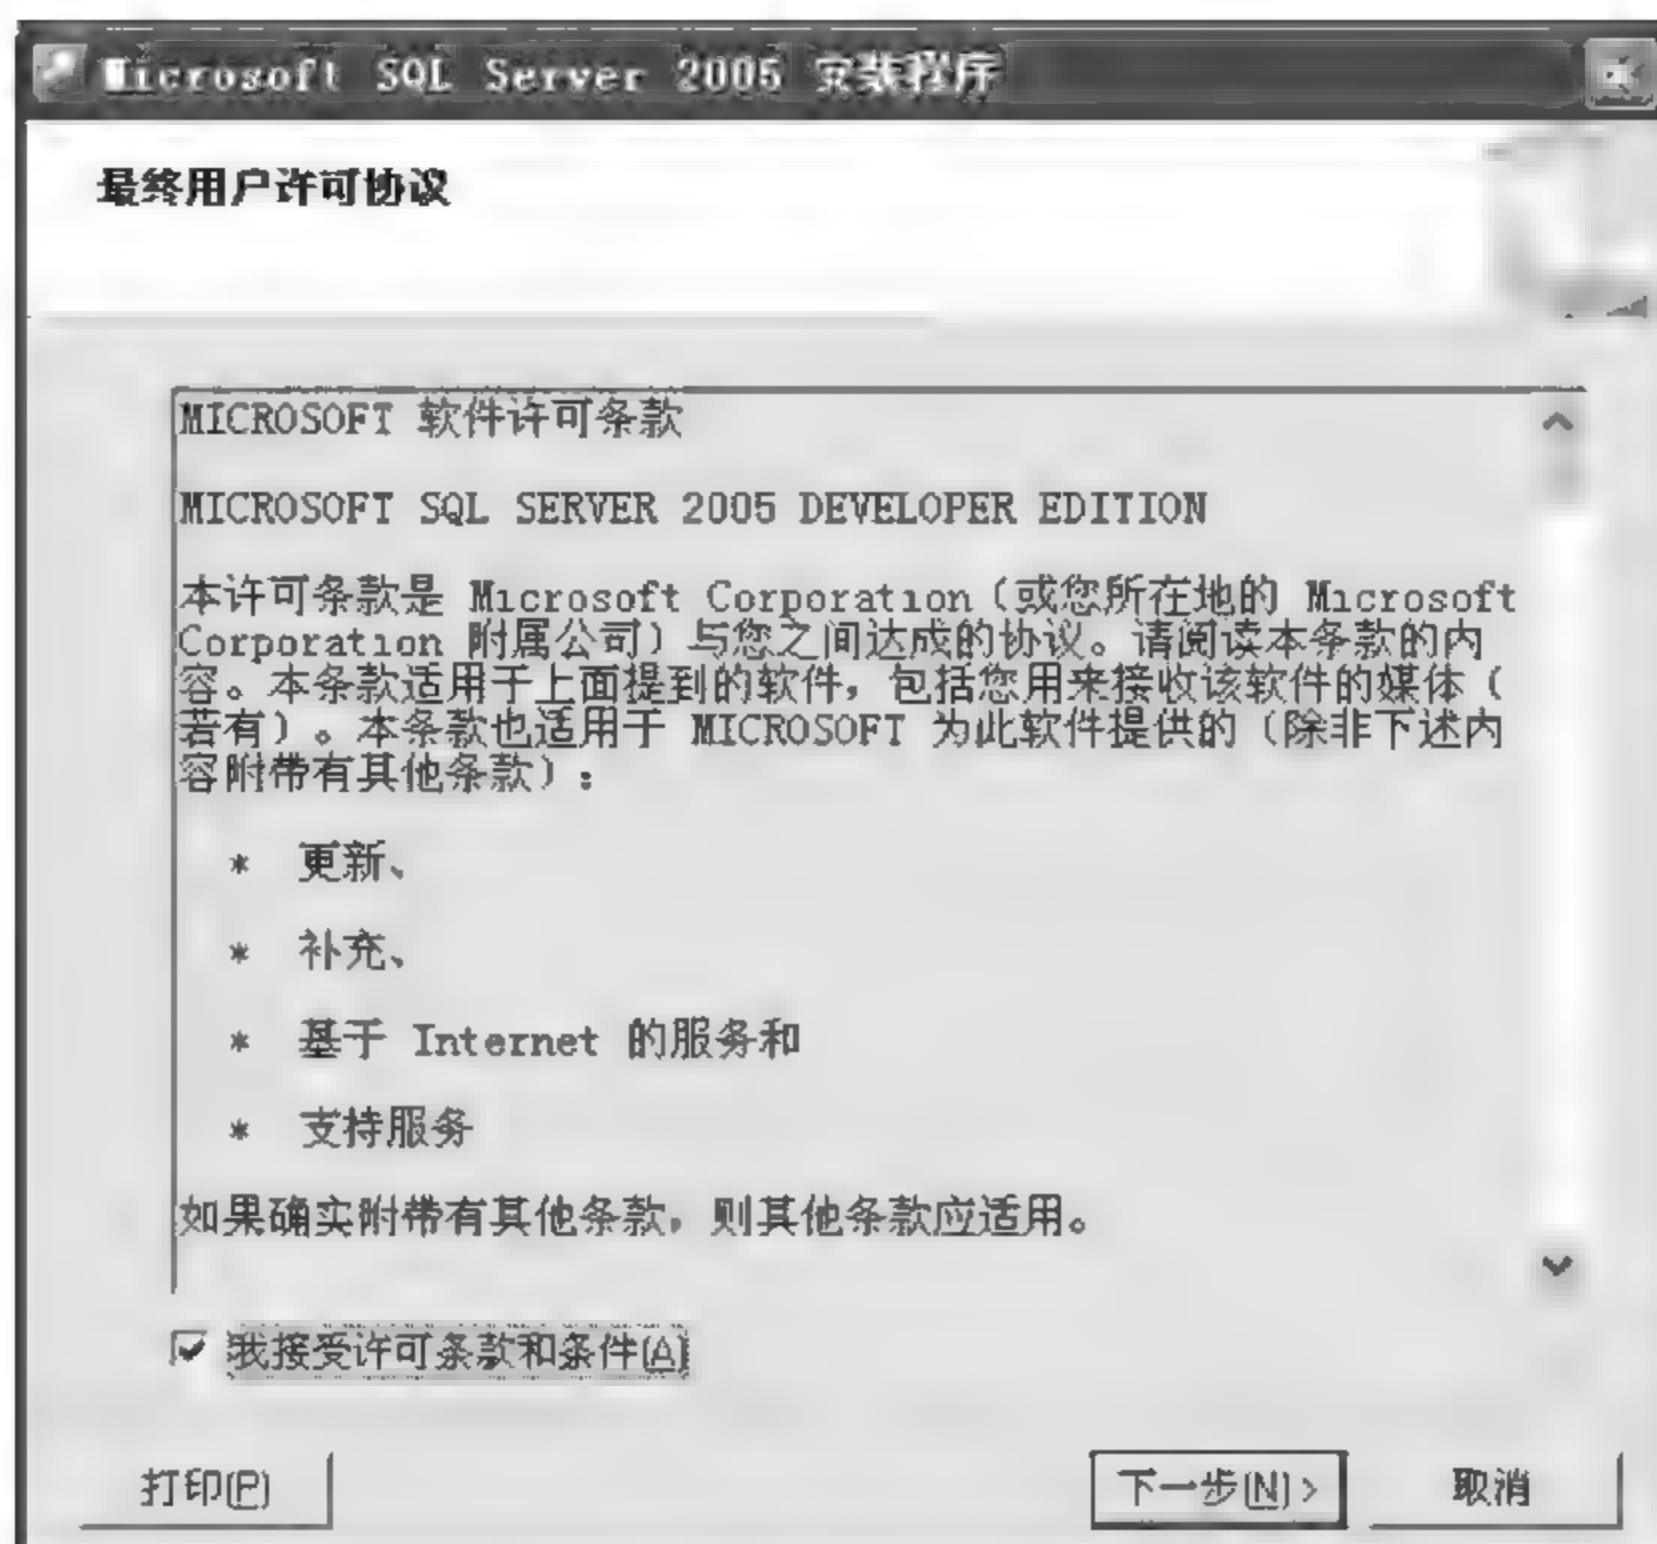 Microsoft SQL Server 2005 安装程序
最终用户许可协议
MICROSOFT 软件许可条款
MICROSOFT SQL SERVER 2005 DEVELOPER EDITION
本许可条款是 Microsoft Corporation（或您所在地的 Microsoft
Corporation 附属公司）与您之间达成的协议。请阅读本条款的内
容。本条款适用于上面提到的软件，包括您用来接收该软件的媒体（
若有）。本条款也适用于 MICROSOFT 为此软件提供的（除非下述内
容附带有其他条款）：
* 更新、
* 补充、
* 基于 Internet 的服务和
* 支持服务
如果确实附带有其他条款，则其他条款应适用。
我接受许可条款和条件(A)
打印(P)
下一步(N) >
取消